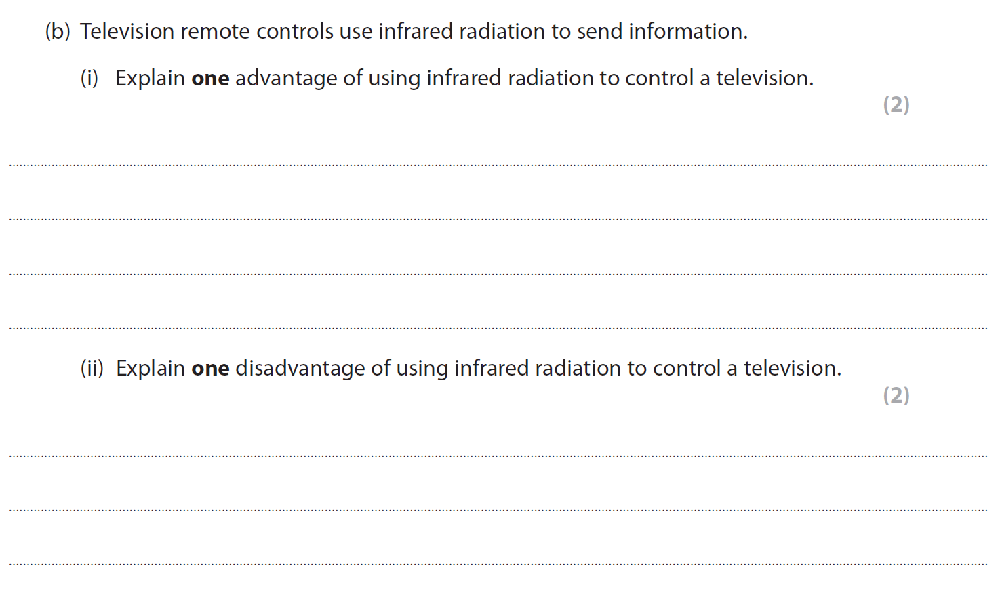 (b) Television remote controls use infrared radiation to send information.
(i) Explain one advantage of using infrared radiation to control a television.
(2)
(ii) Explain one disadvantage of using infrared radiation to control a television.
(2)